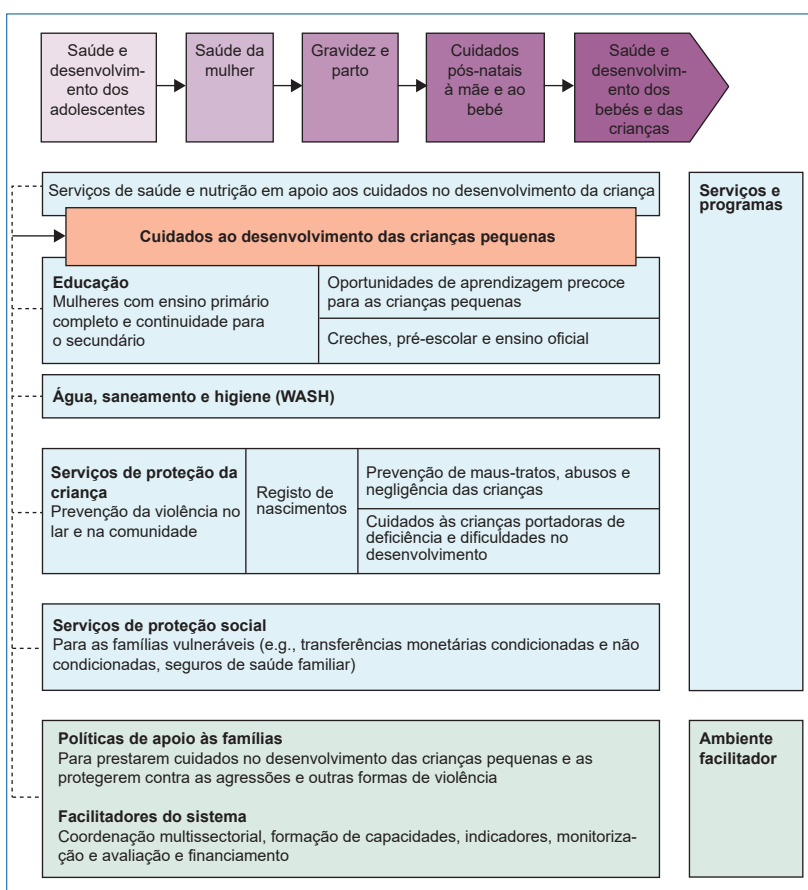 Saúde e
desenvolvim-
ento dos
adolescentes
Saúde da
mulher
Gravidez e
parto
Cuidados
pós-natais
à mãe e ao
bebé
Saúde e
desenvolvim-
ento dos
bebés e das
crianças
Serviços de saúde e nutrição em apoio aos cuidados no desenvolvimento da criança
Serviços e
programas
Cuidados ao desenvolvimento das crianças pequenas
Educação
Mulheres com ensino primário
completo e continuidade para
o secundário
Oportunidades de aprendizagem precoce
para as crianças pequenas
Creches, pré-escolar e ensino oficial
Água, saneamento e higiene (WASH)
Serviços de proteção da
criança
Prevenção da violência no
lar e na comunidade
Registo de
nascimentos
Prevenção de maus-tratos, abusos e
negligência das crianças
Cuidados às crianças portadoras de
deficiência e dificuldades no
desenvolvimento
Serviços de proteção social
Para as famílias vulneráveis (e.g., transferências monetárias condicionadas e não
condicionadas, seguros de saúde familiar)
Políticas de apoio às famílias
Para prestarem cuidados no desenvolvimento das crianças pequenas e as
protegerem contra as agressões e outras formas de violência
Facilitadores do sistema
Coordenação multissectorial, formação de capacidades, indicadores, monitoriza-
ção e avaliação e financiamento
Ambiente
facilitador